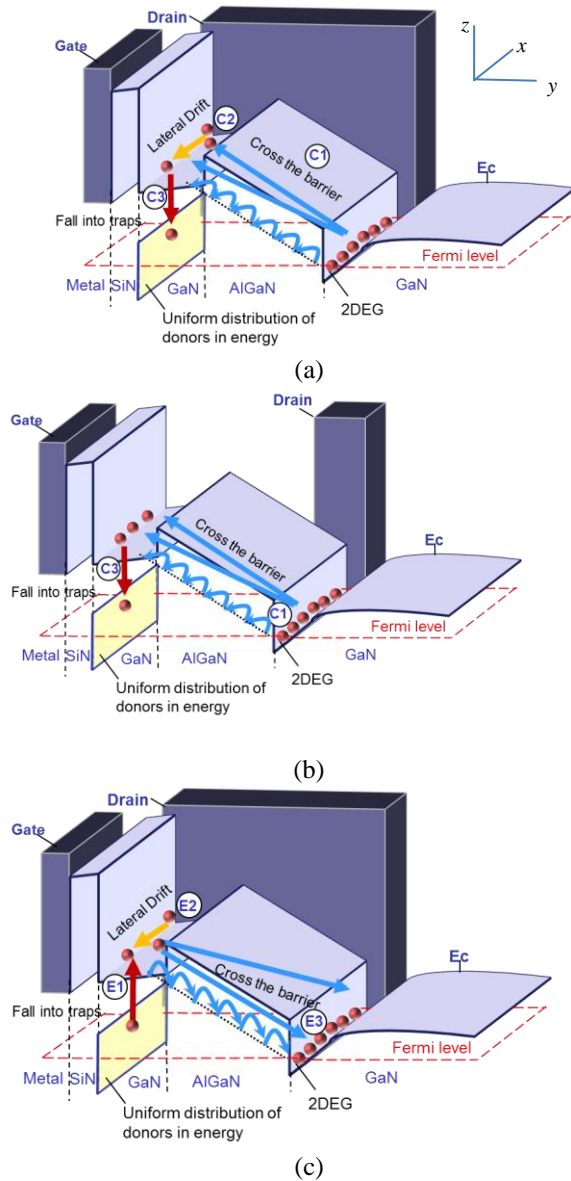 Drain
Gate
z
x
y
Lateral Drift
C2
Cross the barrier
C1
Ec
C3
Fall into traps
Fermi level
Metal SiN GaN AlGaN 2DEG GaN
Uniform distribution of
donors in energy
(a)
Gate
Drain
Cross the barrier
Ec
C3
Fall into traps
C1
Fermi level
Metal SiN GaN AlGaN GaN
2DEG
Uniform distribution of
donors in energy
(b)
Drain
Gate
Lateral Drift
E2
Cross the barrier
Ec
E1
Fall into traps
E3
Fermi level
Metal SiN GaN AlGaN GaN
2DEG
Uniform distribution of
donors in energy
(c)